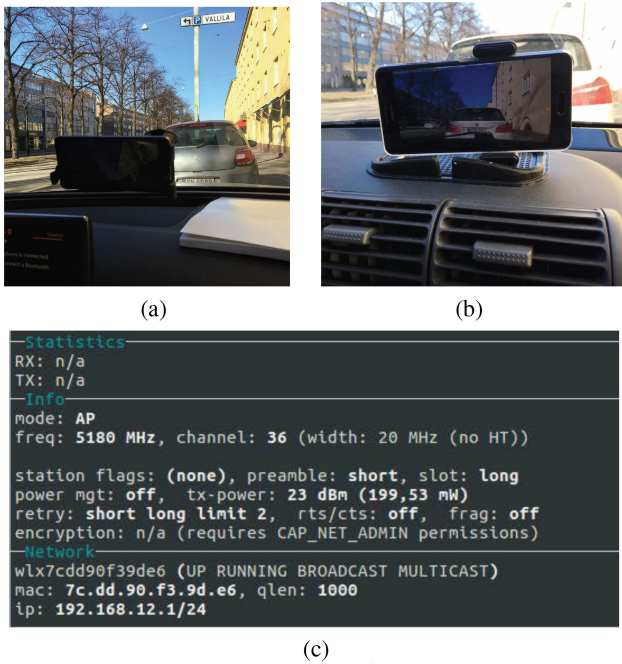 P VALLILA
Source
(a)
(b)
Statistics
RX: n/a
TX: n/a
Info
mode: AP
freq: 5180 MHz, channel: 36 (width: 20 MHz (no HT))
station flags: (none), preamble: short, slot: long
power mgt: off, tx-power: 23 dBm (199,53 mW)
retry: short long limit 2, rts/cts: off, frag: off
encryption: n/a (requires CAP_NET_ADMIN permissions)
Network
wlx7cdd90f39de6 (UP RUNNING BROADCAST MULTICAST)
mac: 7c.dd.90.f3.9d.e6, qlen: 1000
ip: 192.168.12.1/24
(c)